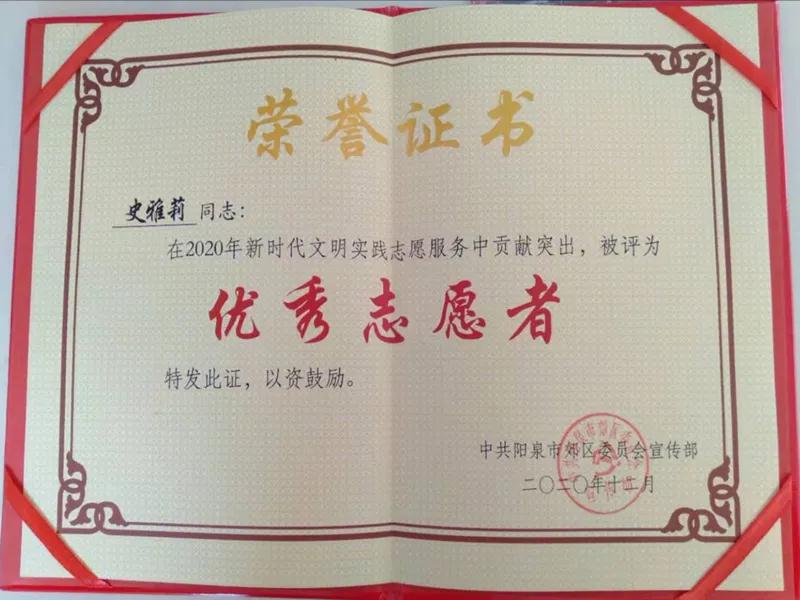 荣誉证书
史雅莉 同志：
在2020年新时代文明实践志愿服务中贡献突出，被评为
优秀志愿者
特发此证，以资鼓励。
中共阳泉市郊区委员会宣传部
二〇二〇年十二月